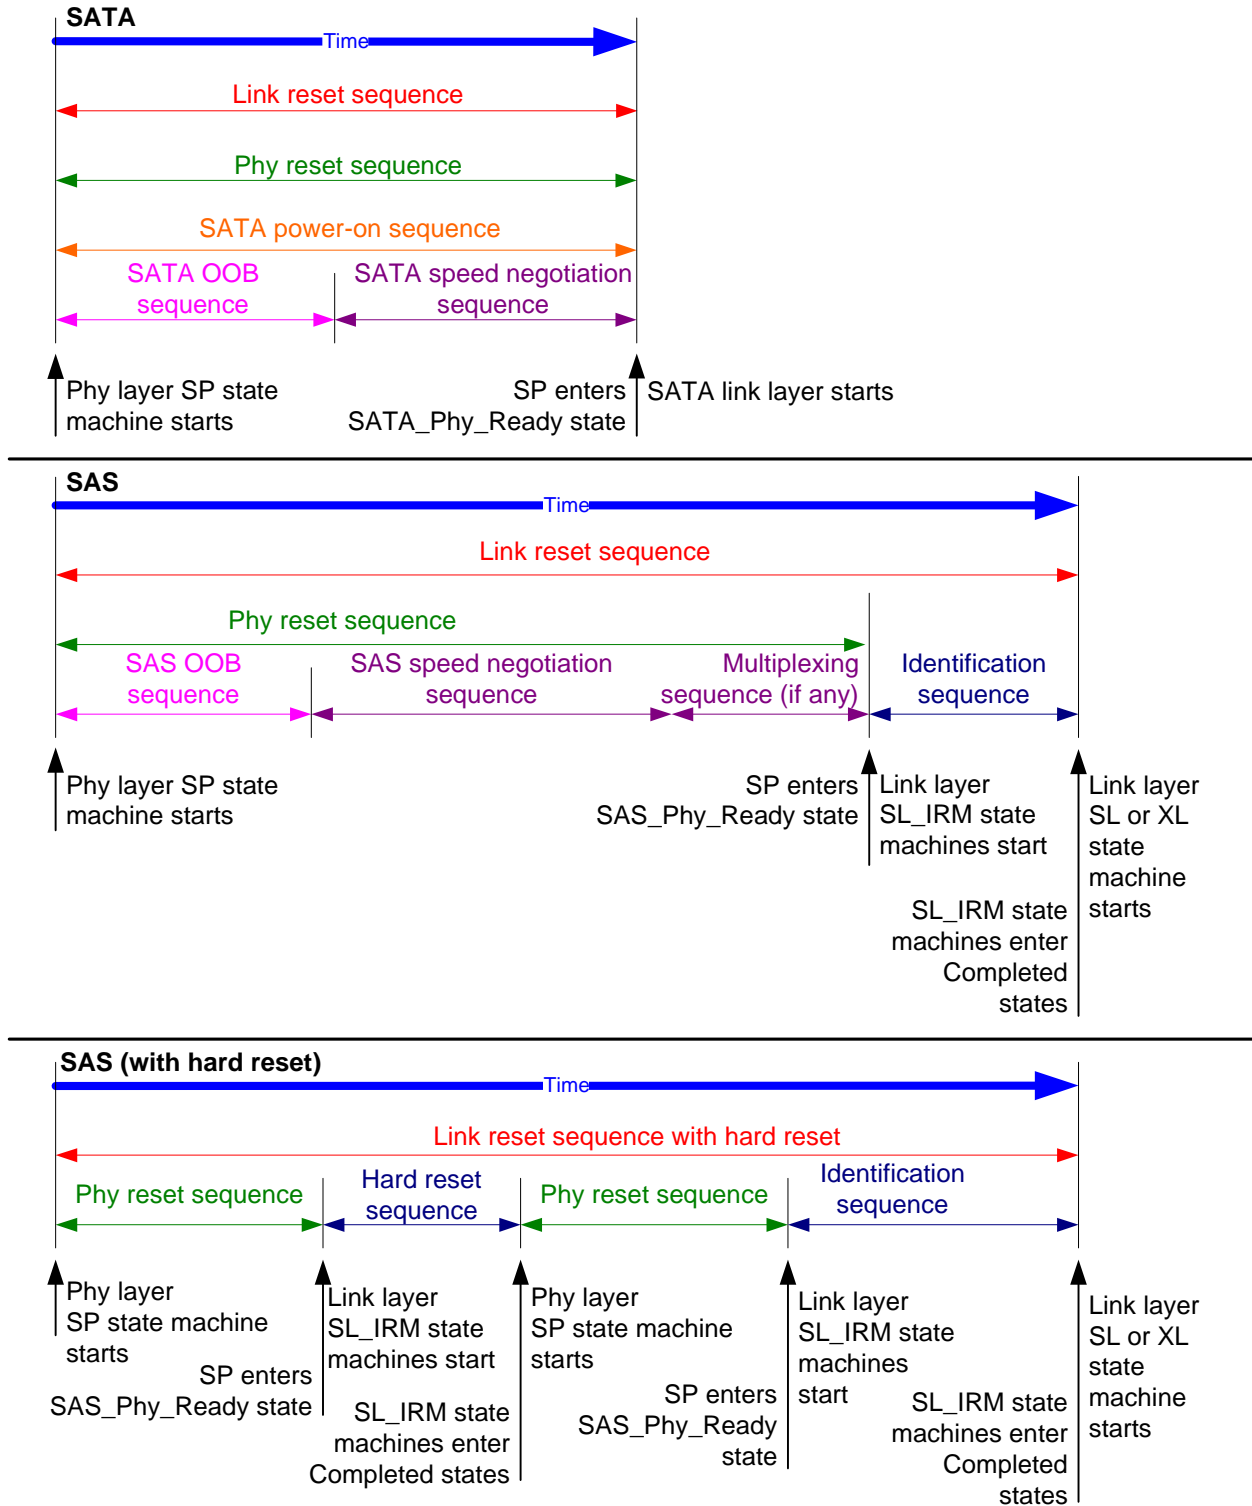 SATA
Time
Link reset sequence
Phy reset sequence
SATA power-on sequence
SATA OOB
sequence
SATA speed negotiation
sequence
Phy layer SP state
machine starts
SP enters
SATA_Phy_Ready state
SATA link layer starts
SAS
Time
Link reset sequence
Phy reset sequence
SAS OOB
sequence
SAS speed negotiation
sequence
Multiplexing
sequence (if any)
Identification
sequence
Phy layer SP state
machine starts
SP enters
SAS_Phy_Ready state
Link layer
SL_IRM state
machines start
Link layer
SL or XL
state
machine
starts
SL_IRM state
machines enter
Completed
states
SAS (with hard reset)
Time
Link reset sequence with hard reset
Phy reset sequence
Hard reset
sequence
Phy reset sequence
Identification
sequence
Phy layer
SP state machine
starts
SP enters
SAS_Phy_Ready state
Link layer
SL_IRM state
machines start
SL_IRM state
machines enter
Completed states
Phy layer
SP state machine
starts
SP enters
SAS_Phy_Ready
state
Link layer
SL_IRM state
machines
start
SL_IRM state
machines enter
Completed
states
Link layer
SL or XL
state
machine
starts